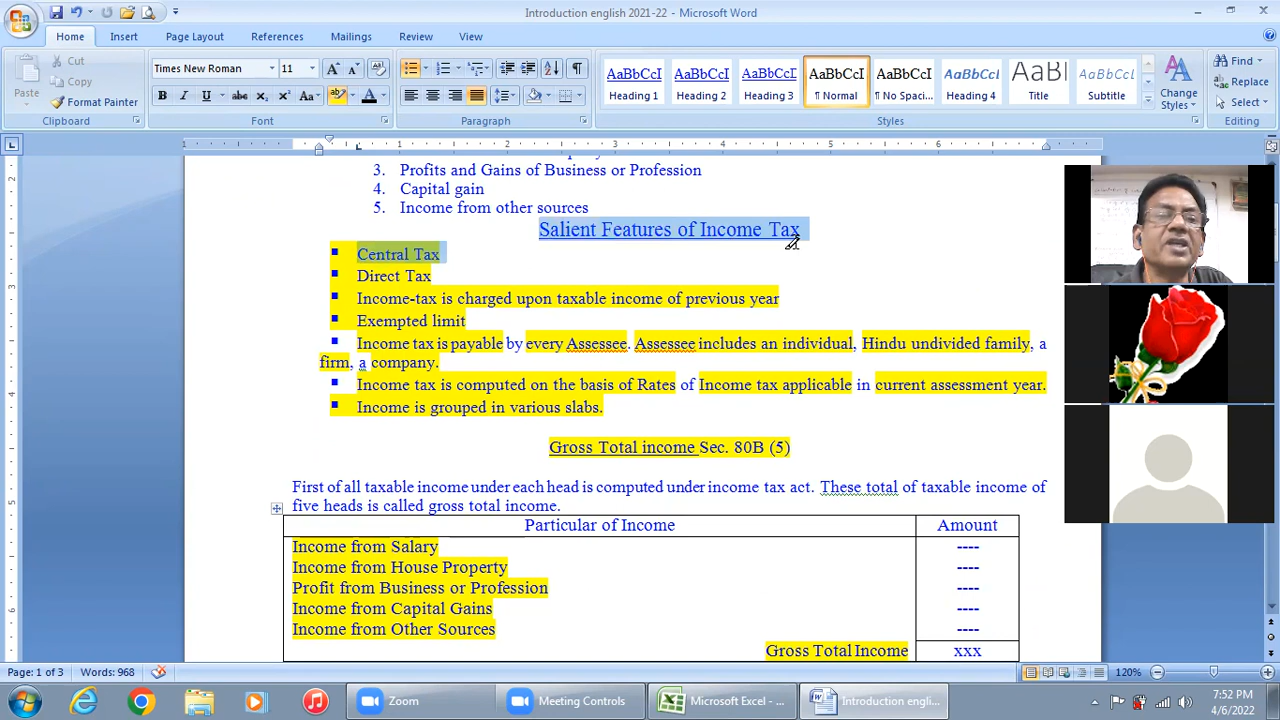 Introduction english 2021-22 - Microsoft Word
Home Insert Page Layout References Mailings Review View
Paste
Cut
Copy
Format Painter
Clipboard
Times New Roman 11
B I U abe x₂ x² Aa A
Font
Paragraph
AaBbCcI AaBbCcI AaBbCcI AaBbCcI AaBbCcI AaBbCcI AaBbC AaBbCcI
Heading 1 Heading 2 Heading 3 ¶ Normal ¶ No Spaci... Heading 4 Title Subtitle
Change Styles
Styles
Find
Replace
Select
Editing
3. Profits and Gains of Business or Profession
4. Capital gain
5. Income from other sources
Salient Features of Income Tax
▪ Central Tax
▪ Direct Tax
▪ Income-tax is charged upon taxable income of previous year
▪ Exempted limit
▪ Income tax is payable by every Assessee. Assessee includes an individual, Hindu undivided family, a
firm, a company.
▪ Income tax is computed on the basis of Rates of Income tax applicable in current assessment year.
▪ Income is grouped in various slabs.
Gross Total income Sec. 80B (5)
First of all taxable income under each head is computed under income tax act. These total of taxable income of
five heads is called gross total income.
Particular of Income Amount
Income from Salary ----
Income from House Property ----
Profit from Business or Profession ----
Income from Capital Gains ----
Income from Other Sources ----
Gross Total Income xxx
Page: 1 of 3 Words: 968 120%
Zoom Meeting Controls Microsoft Excel - ... Introduction engli...
7:52 PM
4/6/2022